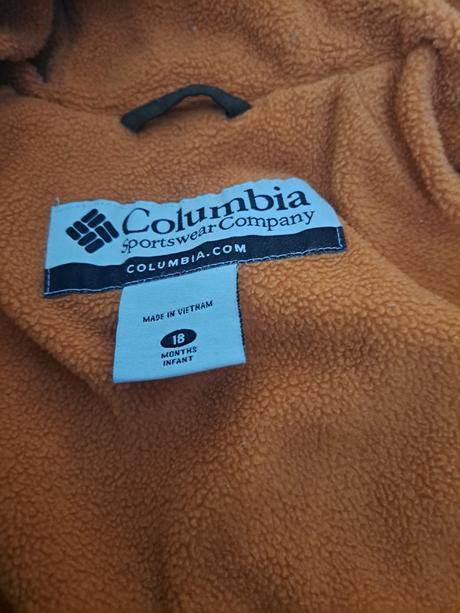 Columbia
Sportswear Company
COLUMBIA.COM
MADE IN VIETNAM
18
MONTHS
INFANT